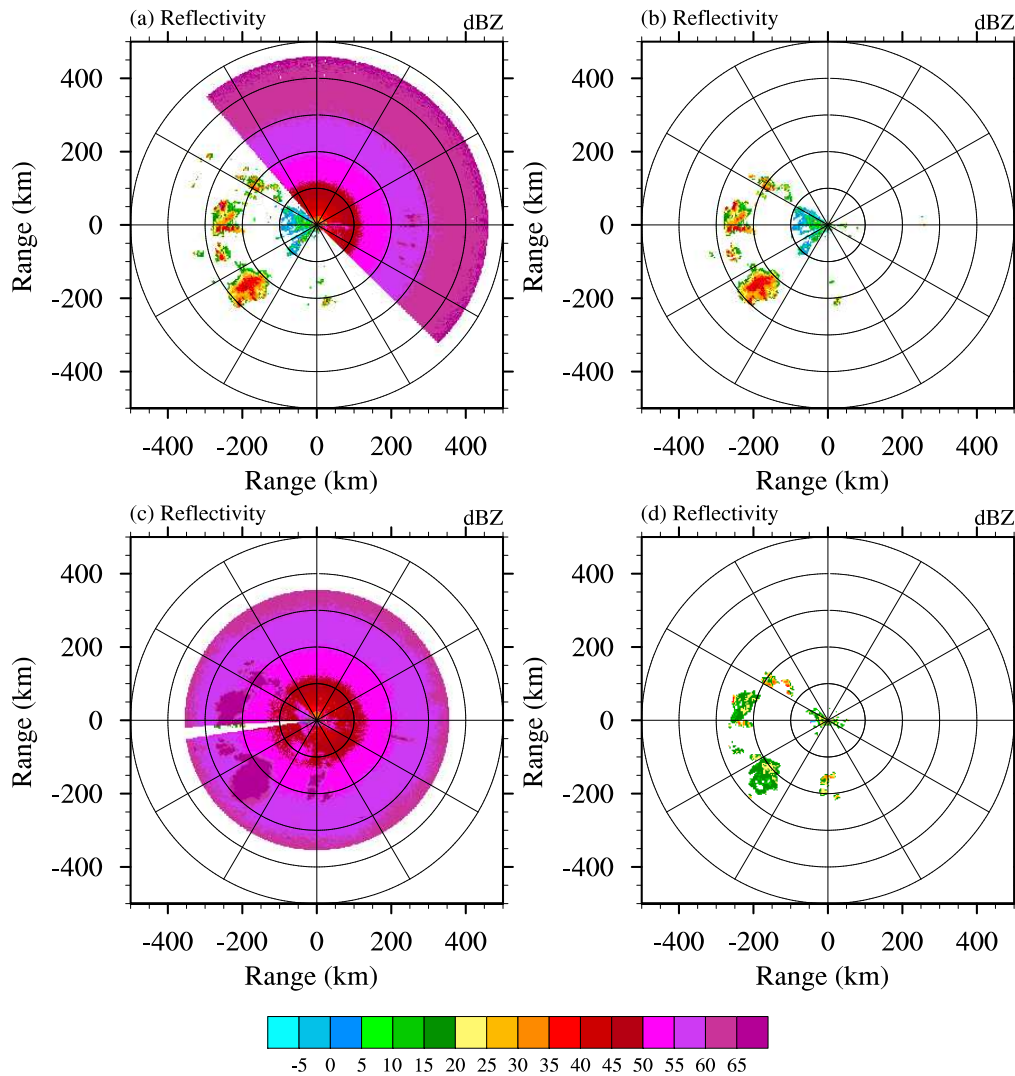 (a) Reflectivity dBZ
400
200
0
-200
-400
Range (km)
-400 -200 0 200 400
Range (km)
(b) Reflectivity dBZ
400
200
0
-200
-400
Range (km)
-400 -200 0 200 400
Range (km)
(c) Reflectivity dBZ
400
200
0
-200
-400
Range (km)
-400 -200 0 200 400
Range (km)
(d) Reflectivity dBZ
400
200
0
-200
-400
Range (km)
-400 -200 0 200 400
Range (km)
-5 0 5 10 15 20 25 30 35 40 45 50 55 60 65